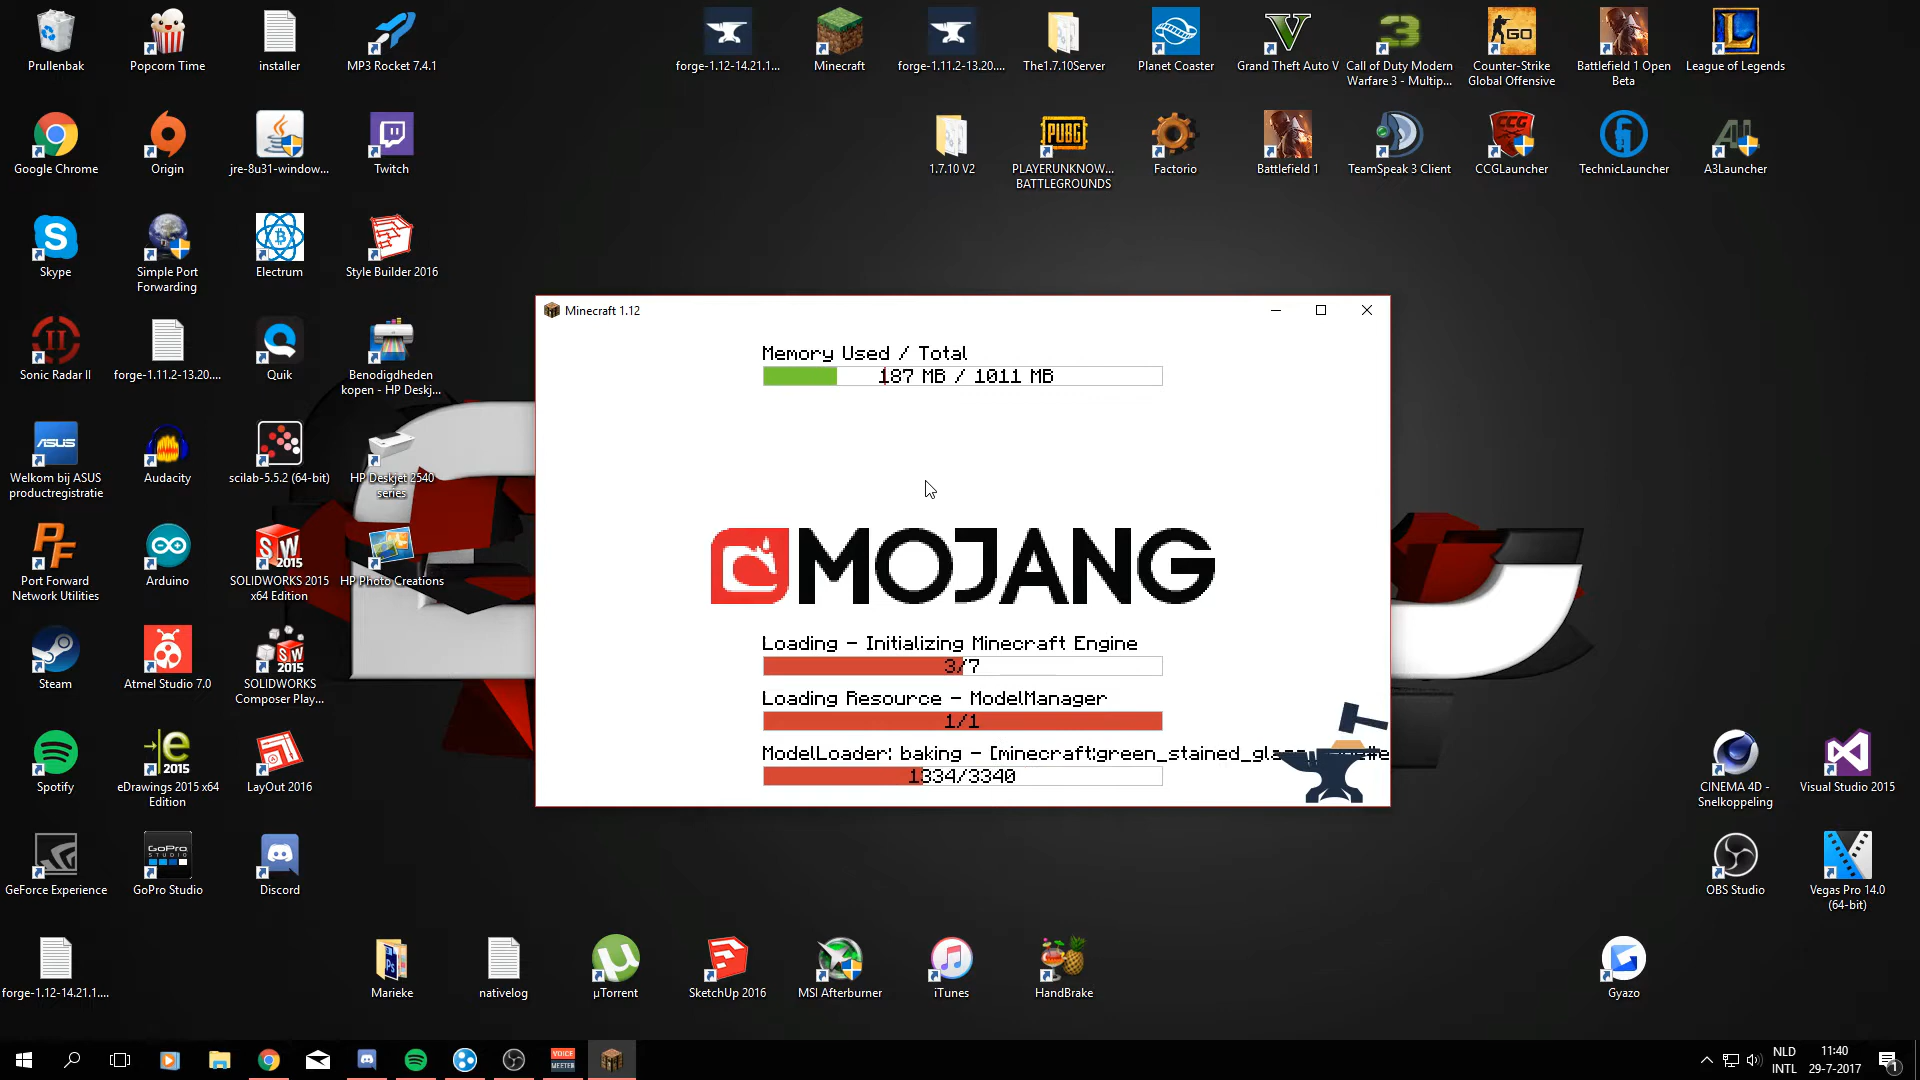 Prullenbak
Popcorn Time
installer
MP3 Rocket 7.4.1
forge-1.12-14.21.1...
Minecraft
forge-1.11.2-13.20....
The1.7.10Server
Planet Coaster
Grand Theft Auto V
Call of Duty Modern
Warfare 3 - Multip...
Counter-Strike
Global Offensive
Battlefield 1 Open
Beta
League of Legends
Google Chrome
Origin
jre-8u31-window...
Twitch
1.7.10 V2
PLAYERUNKNOW...
BATTLEGROUNDS
Factorio
Battlefield 1
TeamSpeak 3 Client
CCGLauncher
TechnicLauncher
A3Launcher
Skype
Simple Port
Forwarding
Electrum
Style Builder 2016
Minecraft 1.12
Memory Used / Total
187 MB / 1011 MB
MOJANG
Loading - Initializing Minecraft Engine
3/7
Loading Resource - ModelManager
1/1
ModelLoader: baking - [minecraft:green_stained_gla
1334/3340
Sonic Radar II
forge-1.11.2-13.20....
Quik
Benodigdheden
kopen - HP Deskj...
Welkom bij ASUS
productregistratie
Audacity
scilab-5.5.2 (64-bit)
HP Deskjet 2540
series
Port Forward
Network Utilities
Arduino
SOLIDWORKS 2015
x64 Edition
HP Photo Creations
Steam
Atmel Studio 7.0
SOLIDWORKS
Composer Play...
Spotify
eDrawings 2015 x64
Edition
LayOut 2016
CINEMA 4D -
Snelkoppeling
Visual Studio 2015
GeForce Experience
GoPro Studio
Discord
OBS Studio
Vegas Pro 14.0
(64-bit)
forge-1.12-14.21.1....
Marieke
nativelog
µTorrent
SketchUp 2016
MSI Afterburner
iTunes
HandBrake
Gyazo
VOICE
MEETER
NLD
INTL
11:40
29-7-2017
1